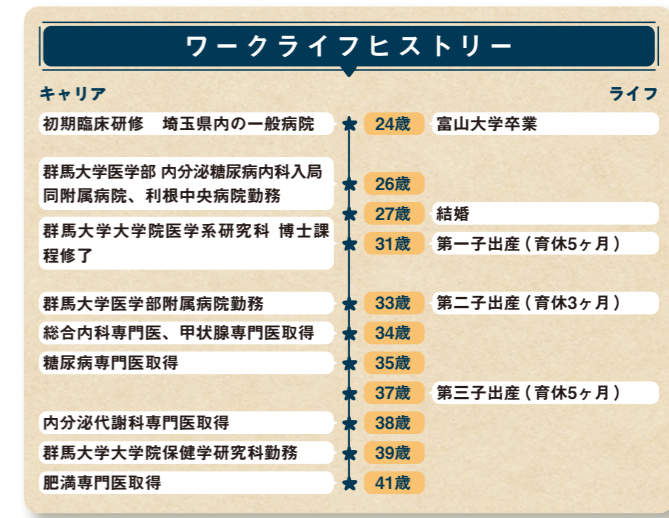 ワークライフヒストリー
キャリア
ライフ
初期臨床研修　埼玉県内の一般病院
24歳
富山大学卒業
群馬大学医学部 内分泌糖尿病内科入局
同附属病院、利根中央病院勤務
26歳
27歳
結婚
群馬大学大学院医学系研究科 博士課
程修了
31歳
第一子出産（育休5ヶ月）
群馬大学医学部附属病院勤務
33歳
第二子出産（育休3ヶ月）
総合内科専門医、甲状腺専門医取得
34歳
糖尿病専門医取得
35歳
37歳
第三子出産（育休5ヶ月）
内分泌代謝科専門医取得
38歳
群馬大学大学院保健学研究科勤務
39歳
肥満専門医取得
41歳